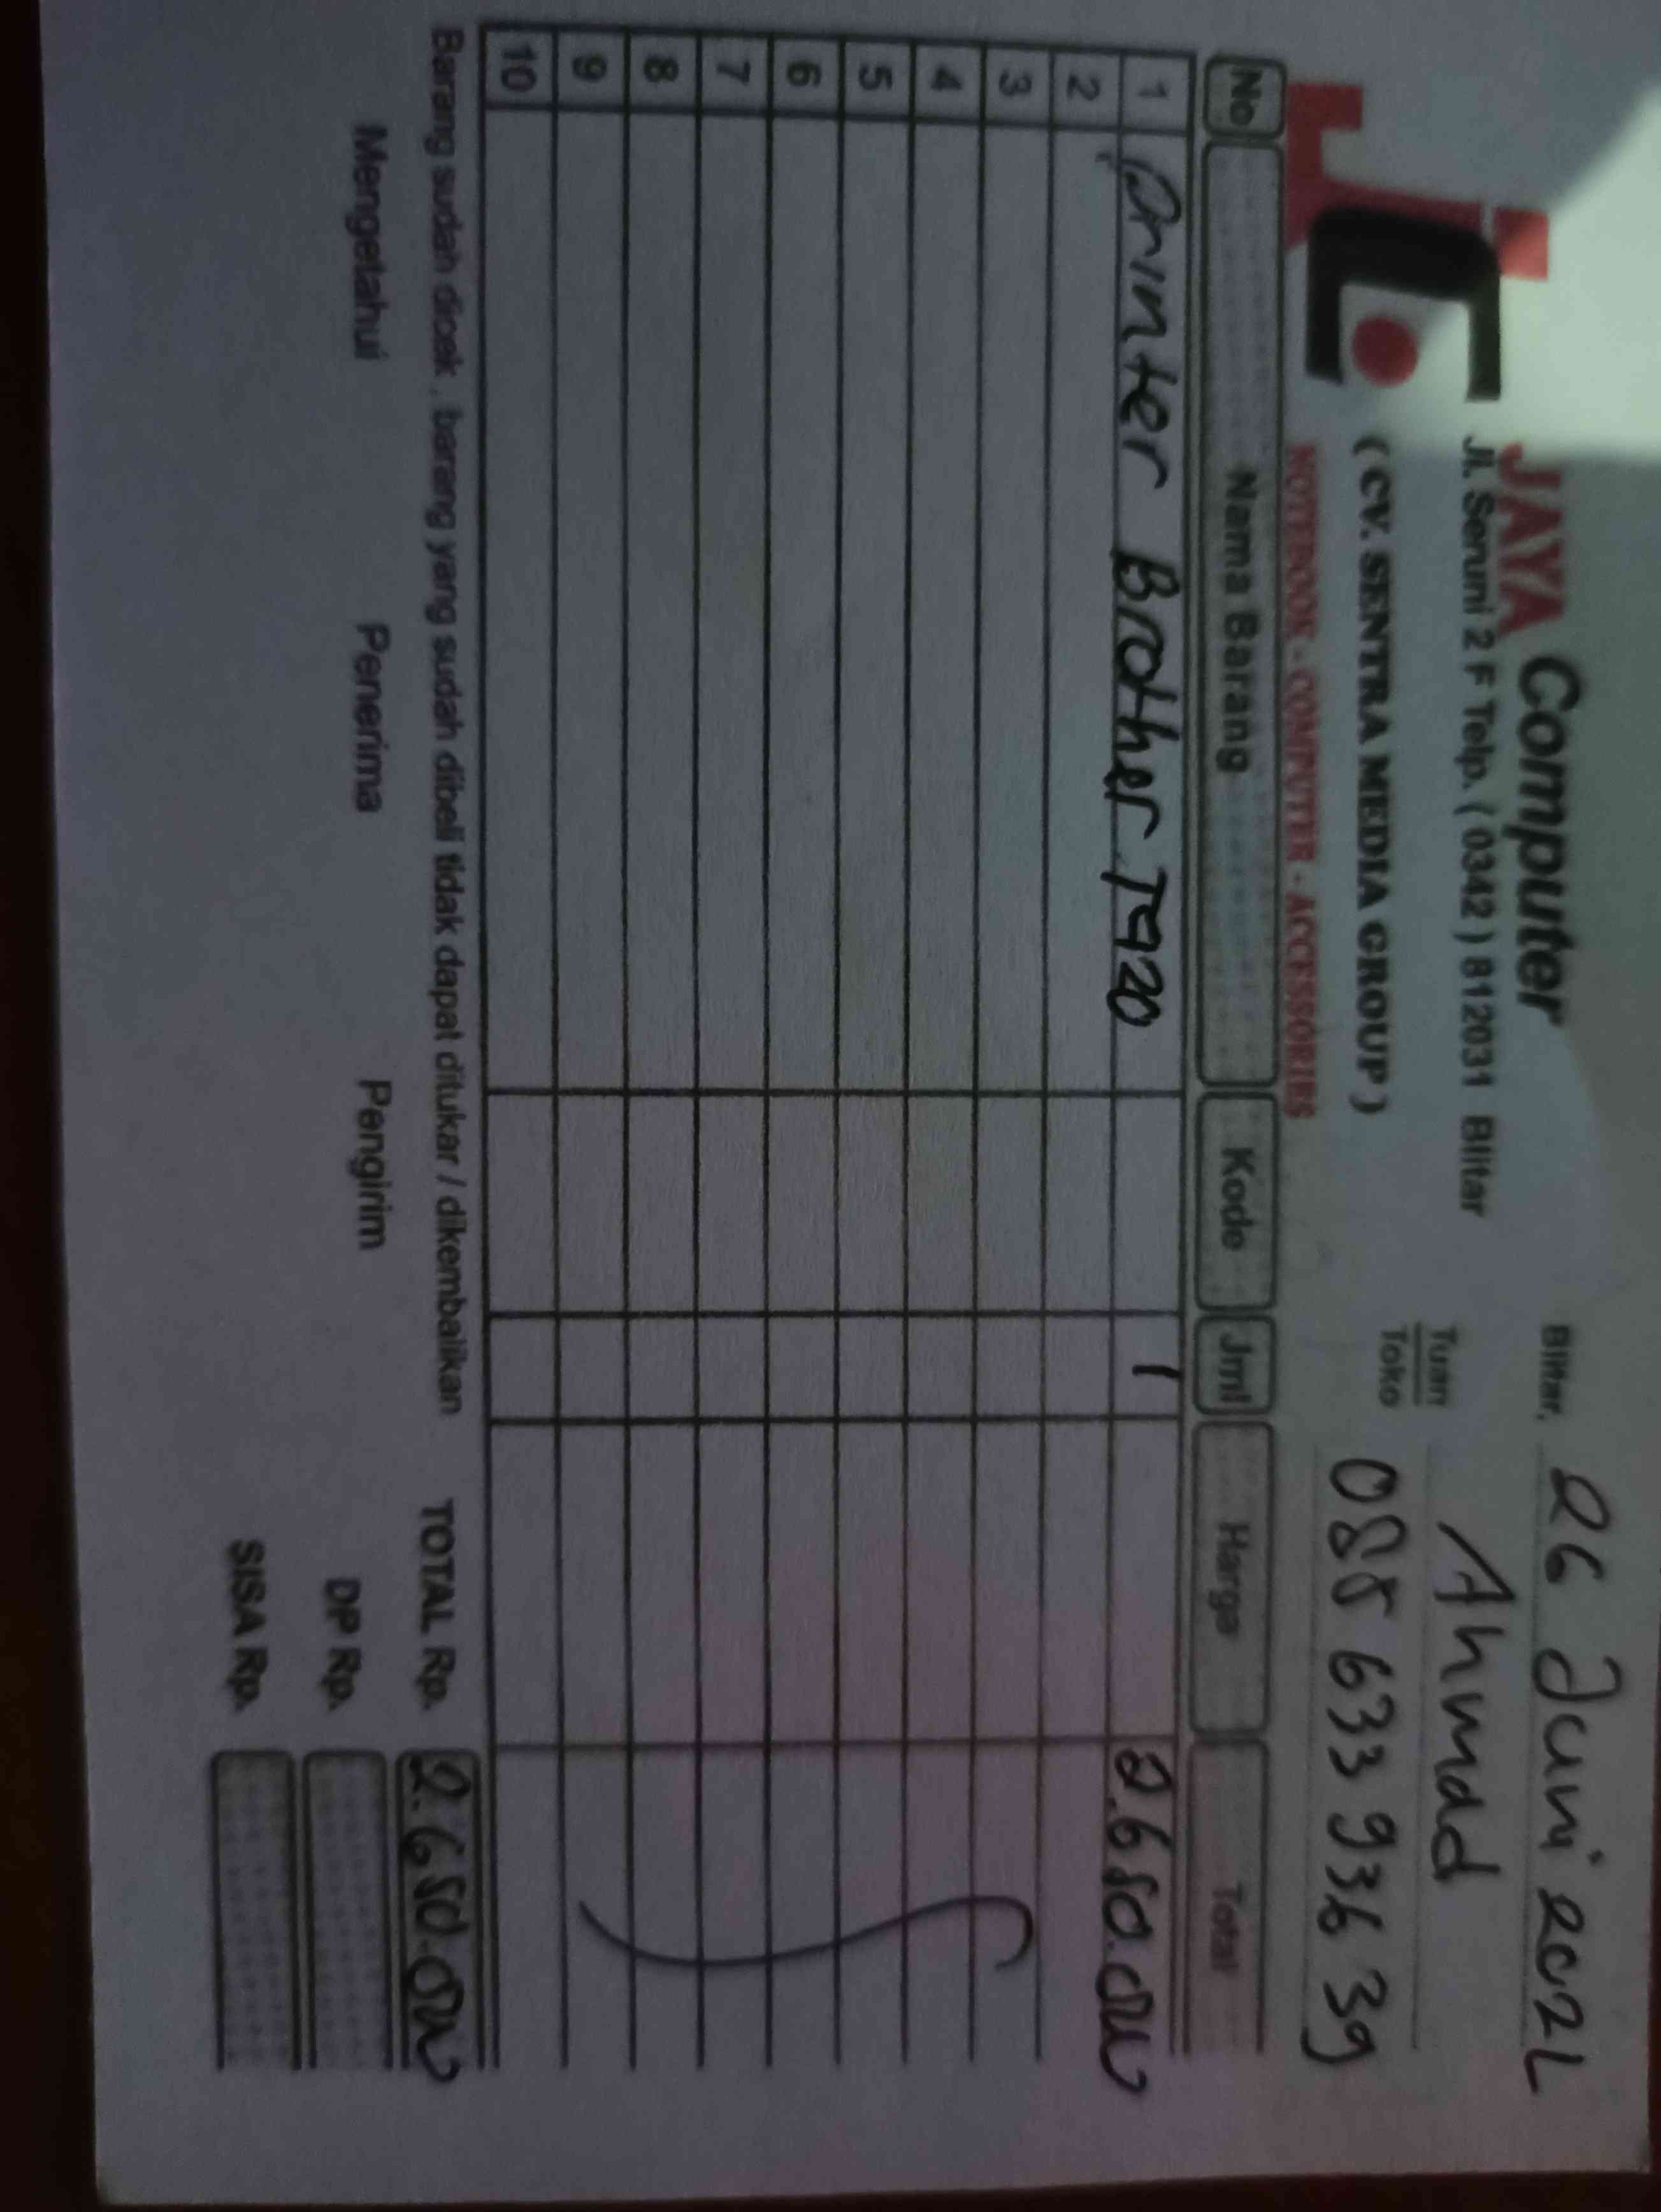 JAYA Computer
Jl. Seruni 2 F Telp. ( 0342 ) 812031 Blitar
( CV. SENTRA MEDIA GROUP )
NOTEBOOK - COMPUTER - ACCESSORIES
Blitar, 26 Juni 2021
Tuan Ahmad
Toko 085 633 936 39
No Nama Barang Kode Jml Harga Total
1 Printer Brother T920 1 2.650.000
2
3
4
5
6
7
8
9
10
Barang sudah dicek , barang yang sudah dibeli tidak dapat ditukar / dikembalikan
TOTAL Rp. 2.650.000
Mengetahui Penerima Pengirim
DP Rp.
SISA Rp.